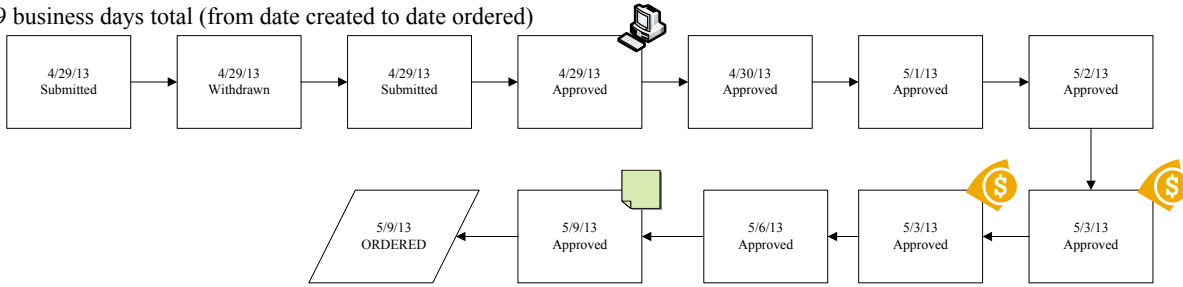 9 business days total (from date created to date ordered)
4/29/13
Submitted
4/29/13
Withdrawn
4/29/13
Submitted
4/29/13
Approved
4/30/13
Approved
5/1/13
Approved
5/2/13
Approved
5/3/13
Approved
$
5/3/13
Approved
$
5/6/13
Approved
5/9/13
Approved
5/9/13
ORDERED